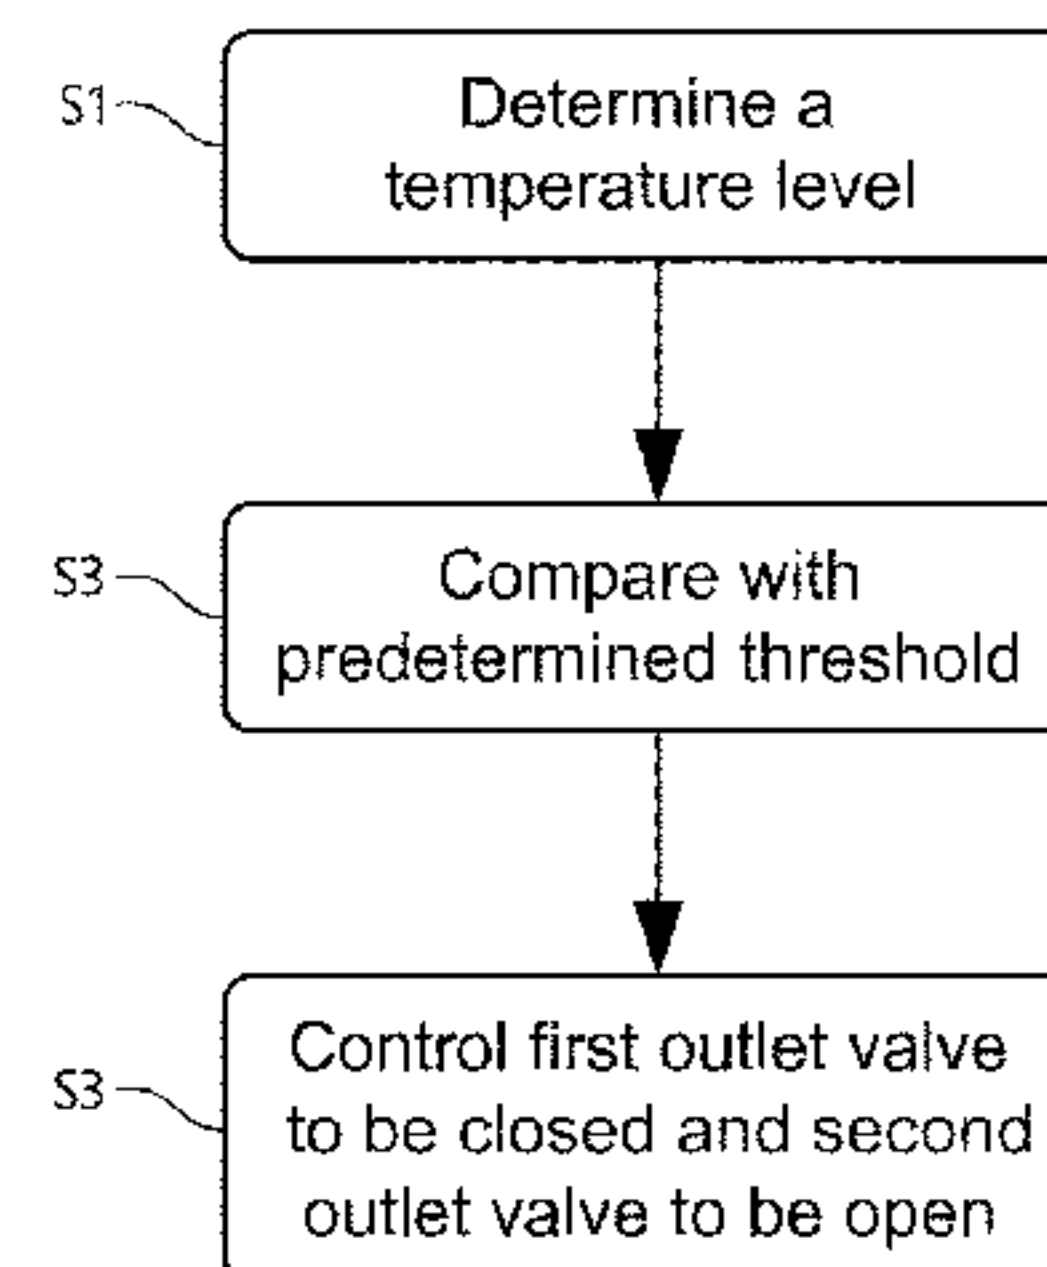 S1
Determine a
temperature level
S3
Compare with
predetermined threshold
S3
Control first outlet valve
to be closed and second
outlet valve to be open